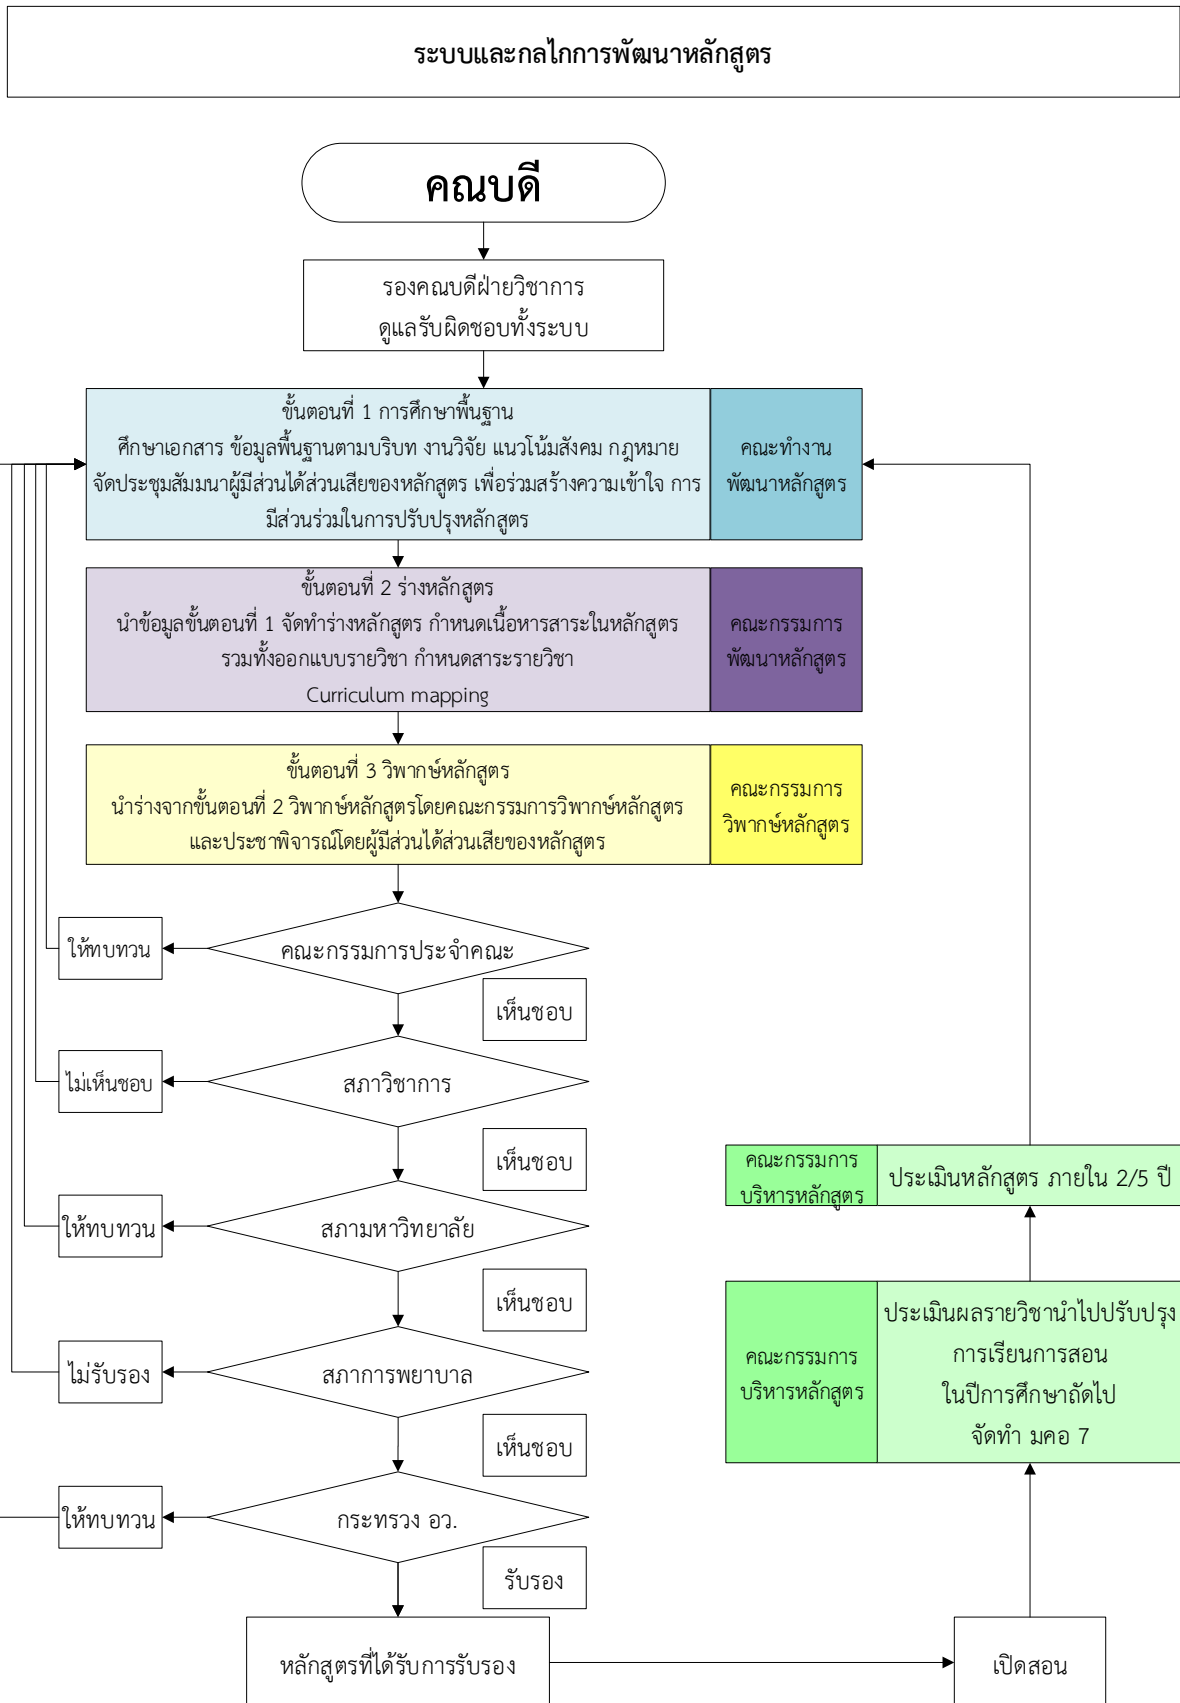 ระบบและกลไกการพัฒนาหลักสูตร
คณบดี
รองคณบดีฝ่ายวิชาการ
ดูแลรับผิดชอบทั้งระบบ
ขั้นตอนที่ 1 การศึกษาพื้นฐาน
ศึกษาเอกสาร ข้อมูลพื้นฐานตามบริบท งานวิจัย แนวโน้มสังคม กฎหมาย
จัดประชุมสัมมนาผู้มีส่วนได้ส่วนเสียของหลักสูตร เพื่อร่วมสร้างความเข้าใจ การ
มีส่วนร่วมในการปรับปรุงหลักสูตร
คณะทำงาน
พัฒนาหลักสูตร
ขั้นตอนที่ 2 ร่างหลักสูตร
นำข้อมูลขั้นตอนที่ 1 จัดทำร่างหลักสูตร กำหนดเนื้อหารสาระในหลักสูตร
รวมทั้งออกแบบรายวิชา กำหนดสาระรายวิชา
Curriculum mapping
คณะกรรมการ
พัฒนาหลักสูตร
ขั้นตอนที่ 3 วิพากษ์หลักสูตร
นำร่างจากขั้นตอนที่ 2 วิพากษ์หลักสูตรโดยคณะกรรมการวิพากษ์หลักสูตร
และประชาพิจารณ์โดยผู้มีส่วนได้ส่วนเสียของหลักสูตร
คณะกรรมการ
วิพากษ์หลักสูตร
ให้ทบทวน
คณะกรรมการประจำคณะ
เห็นชอบ
ไม่เห็นชอบ
สภาวิชาการ
เห็นชอบ
ให้ทบทวน
สภามหาวิทยาลัย
เห็นชอบ
ไม่รับรอง
สภาการพยาบาล
เห็นชอบ
ให้ทบทวน
กระทรวง อว.
รับรอง
หลักสูตรที่ได้รับการรับรอง
เปิดสอน
คณะกรรมการ
บริหารหลักสูตร
ประเมินผลรายวิชานำไปปรับปรุง
การเรียนการสอน
ในปีการศึกษาถัดไป
จัดทำ มคอ 7
คณะกรรมการ
บริหารหลักสูตร
ประเมินหลักสูตร ภายใน 2/5 ปี